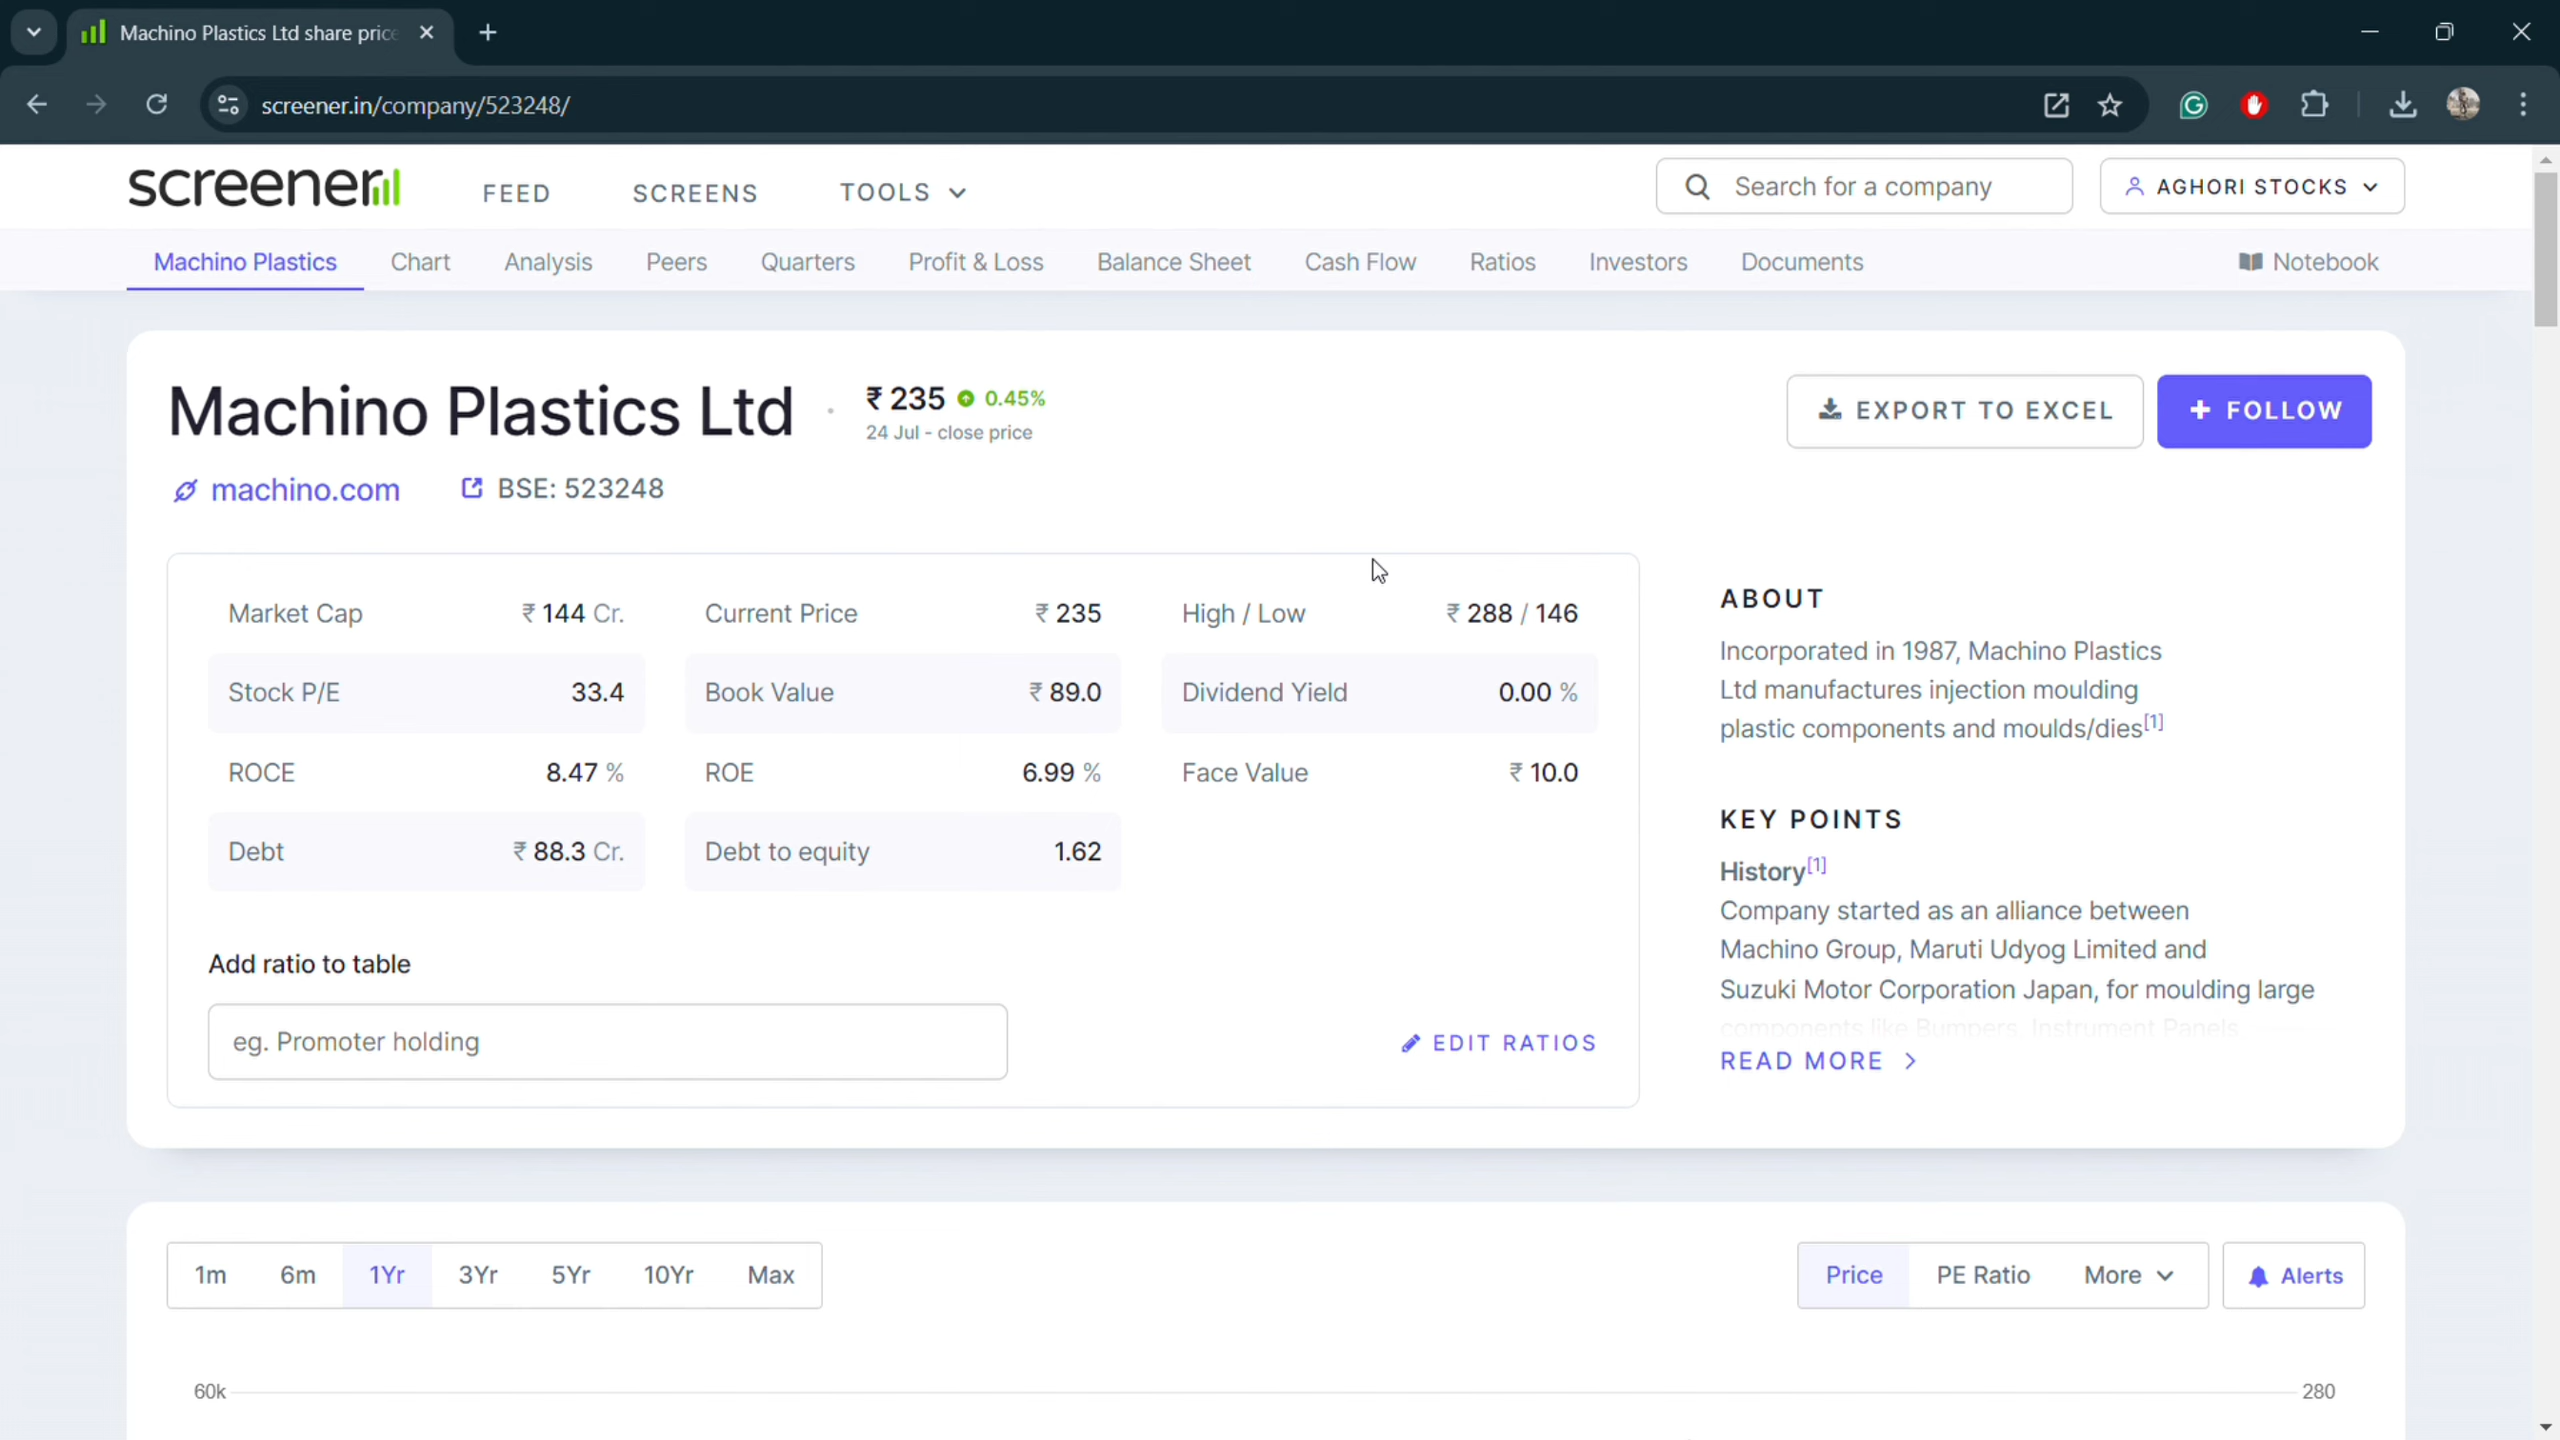 Machino Plastics Ltd share price
screener.in/company/523248/
screener
FEED SCREENS TOOLS
Search for a company
AGHORI STOCKS
Machino Plastics Chart Analysis Peers Quarters Profit & Loss Balance Sheet Cash Flow Ratios Investors Documents Notebook
Machino Plastics Ltd
₹ 235 0.45%
24 Jul - close price
EXPORT TO EXCEL
+ FOLLOW
machino.com BSE: 523248
Market Cap ₹ 144 Cr. Current Price ₹ 235 High / Low ₹ 288 / 146
Stock P/E 33.4 Book Value ₹ 89.0 Dividend Yield 0.00 %
ROCE 8.47 % ROE 6.99 % Face Value ₹ 10.0
Debt ₹ 88.3 Cr. Debt to equity 1.62
Add ratio to table
eg. Promoter holding
EDIT RATIOS
ABOUT
Incorporated in 1987, Machino Plastics
Ltd manufactures injection moulding
plastic components and moulds/dies[1]
KEY POINTS
History[1]
Company started as an alliance between
Machino Group, Maruti Udyog Limited and
Suzuki Motor Corporation Japan, for moulding large
components like Bumpers, Instrument Panels
READ MORE >
1m 6m 1Yr 3Yr 5Yr 10Yr Max
Price PE Ratio More Alerts
60k 280